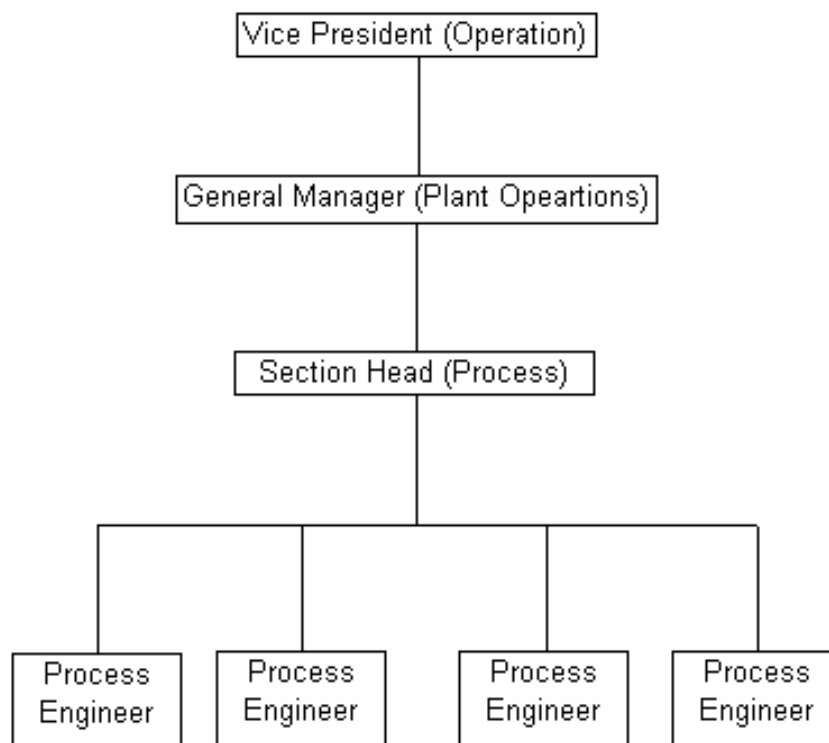 Vice President (Operation)
General Manager (Plant Opeartions)
Section Head (Process)
Process
Engineer
Process
Engineer
Process
Engineer
Process
Engineer